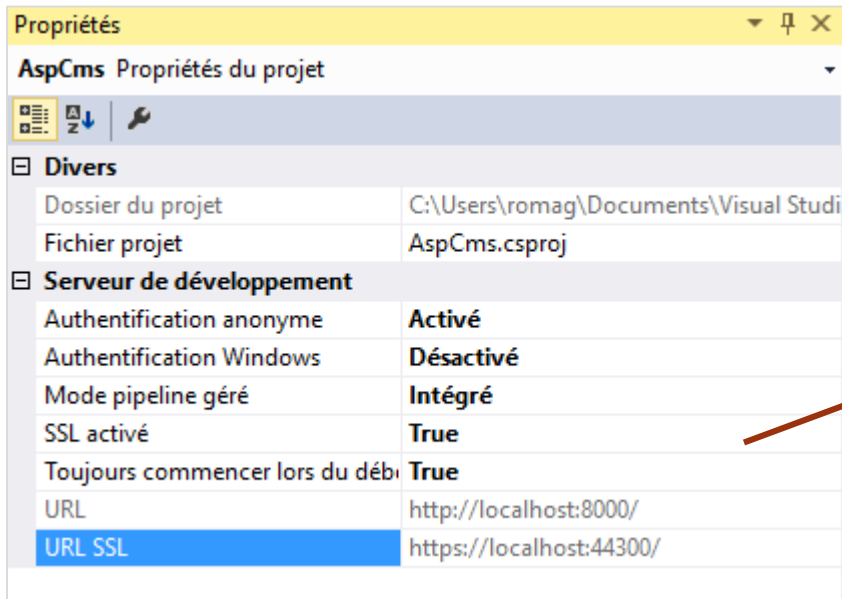 Propriétés
AspCms Propriétés du projet
Divers
Dossier du projet C:\Users\romag\Documents\Visual Studi
Fichier projet AspCms.csproj
Serveur de développement
Authentification anonyme Activé
Authentification Windows Désactivé
Mode pipeline géré Intégré
SSL activé True
Toujours commencer lors du débo True
URL http://localhost:8000/
URL SSL https://localhost:44300/